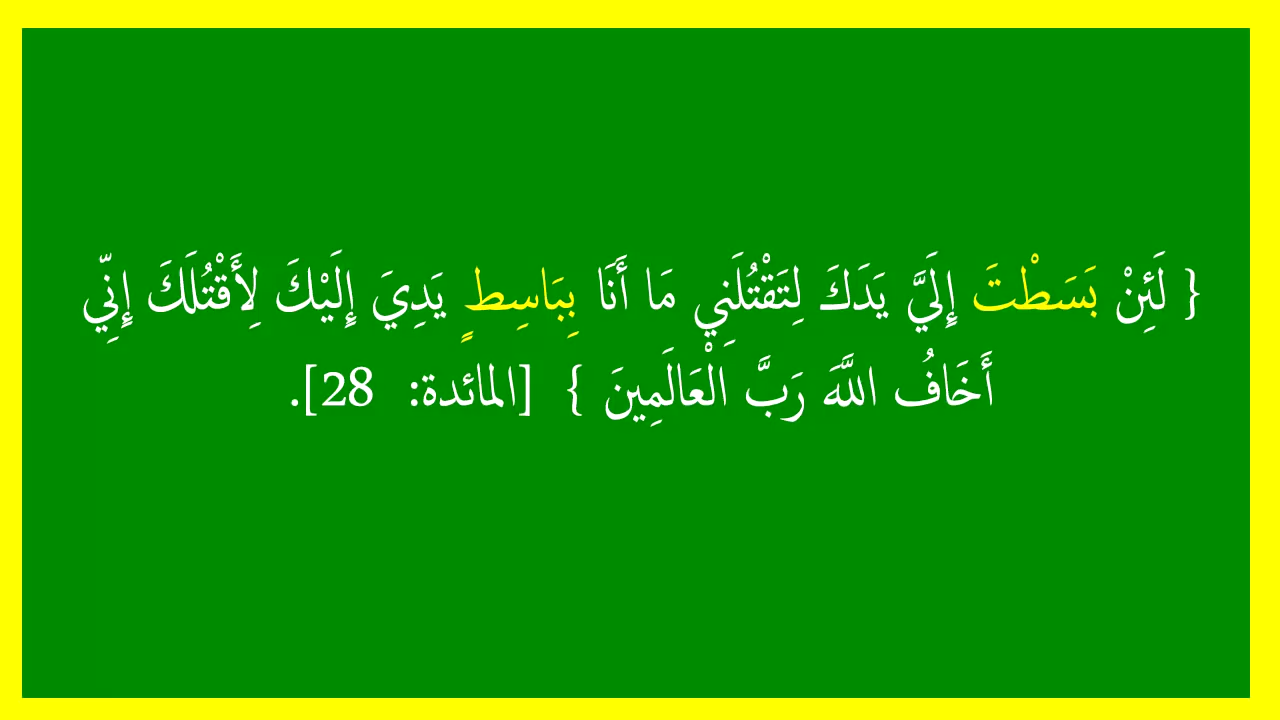 { لَئِنْ بَسَطْتَ إِلَيَّ يَدَكَ لِتَقْتُلَنِي مَا أَنَا بِبَاسِطٍ يَدِيَ إِلَيْكَ لِأَقْتُلَكَ إِنِّي
أَخَافُ اللَّهَ رَبَّ الْعَالَمِينَ } [المائدة: 28].